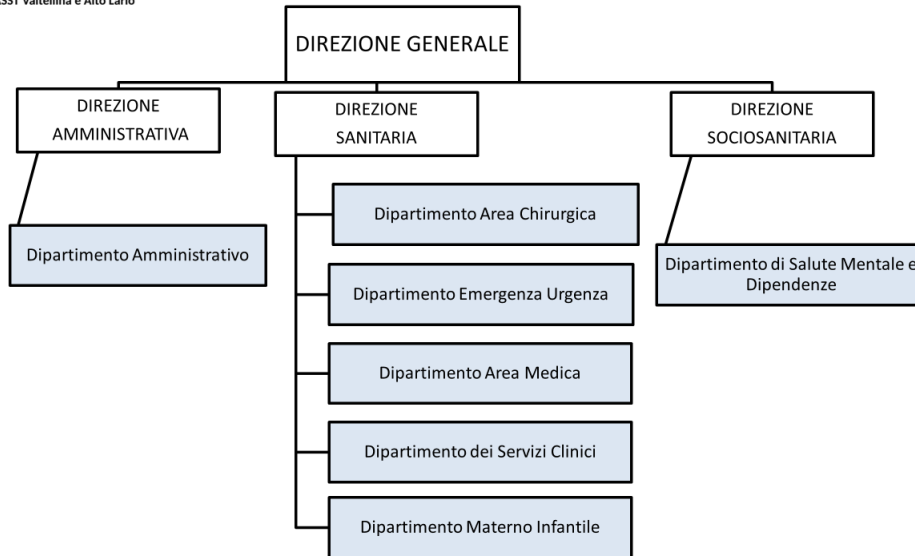 ASST Valtellina e Alto Lario
DIREZIONE GENERALE
DIREZIONE
AMMINISTRATIVA
DIREZIONE
SANITARIA
DIREZIONE
SOCIOSANITARIA
Dipartimento Amministrativo
Dipartimento Area Chirurgica
Dipartimento Emergenza Urgenza
Dipartimento Area Medica
Dipartimento dei Servizi Clinici
Dipartimento Materno Infantile
Dipartimento di Salute Mentale e
Dipendenze